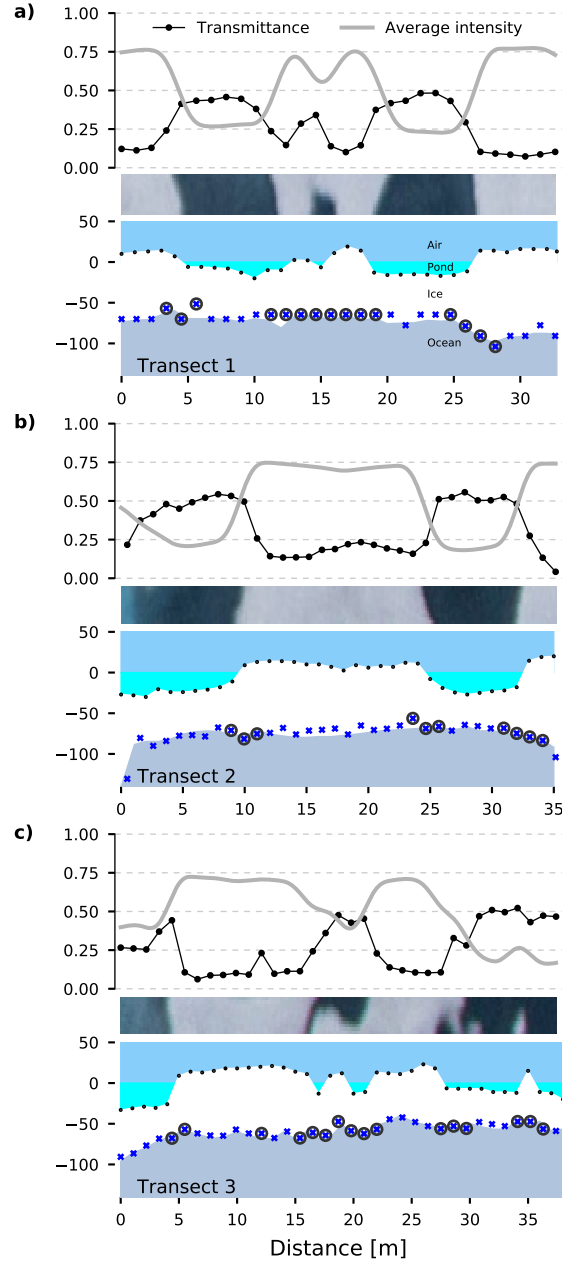 a)
Transmittance Average intensity
1.00
0.75
0.50
0.25
0.00
50
0
−50
−100
Air
Pond
Ice
Ocean
Transect 1
0 5 10 15 20 25 30
b)
1.00
0.75
0.50
0.25
0.00
50
0
−50
−100
Transect 2
0 5 10 15 20 25 30 35
c)
1.00
0.75
0.50
0.25
0.00
50
0
−50
−100
Transect 3
0 5 10 15 20 25 30 35
Distance [m]